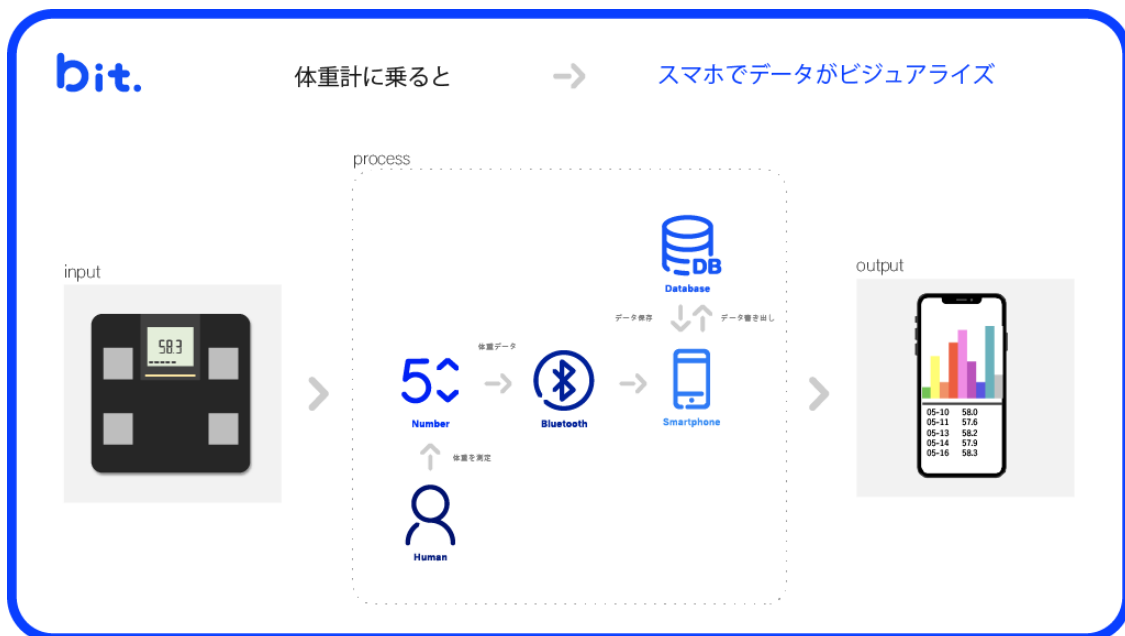 bit.
体重計に乗ると
スマホでデータがビジュアライズ
process
input
58.3
DB
Database
データ保存
データ書き出し
体重データ
5
Number
Bluetooth
Smartphone
体重を測定
Human
output
05-10 58.0
05-11 57.6
05-13 58.2
05-14 57.9
05-16 58.3